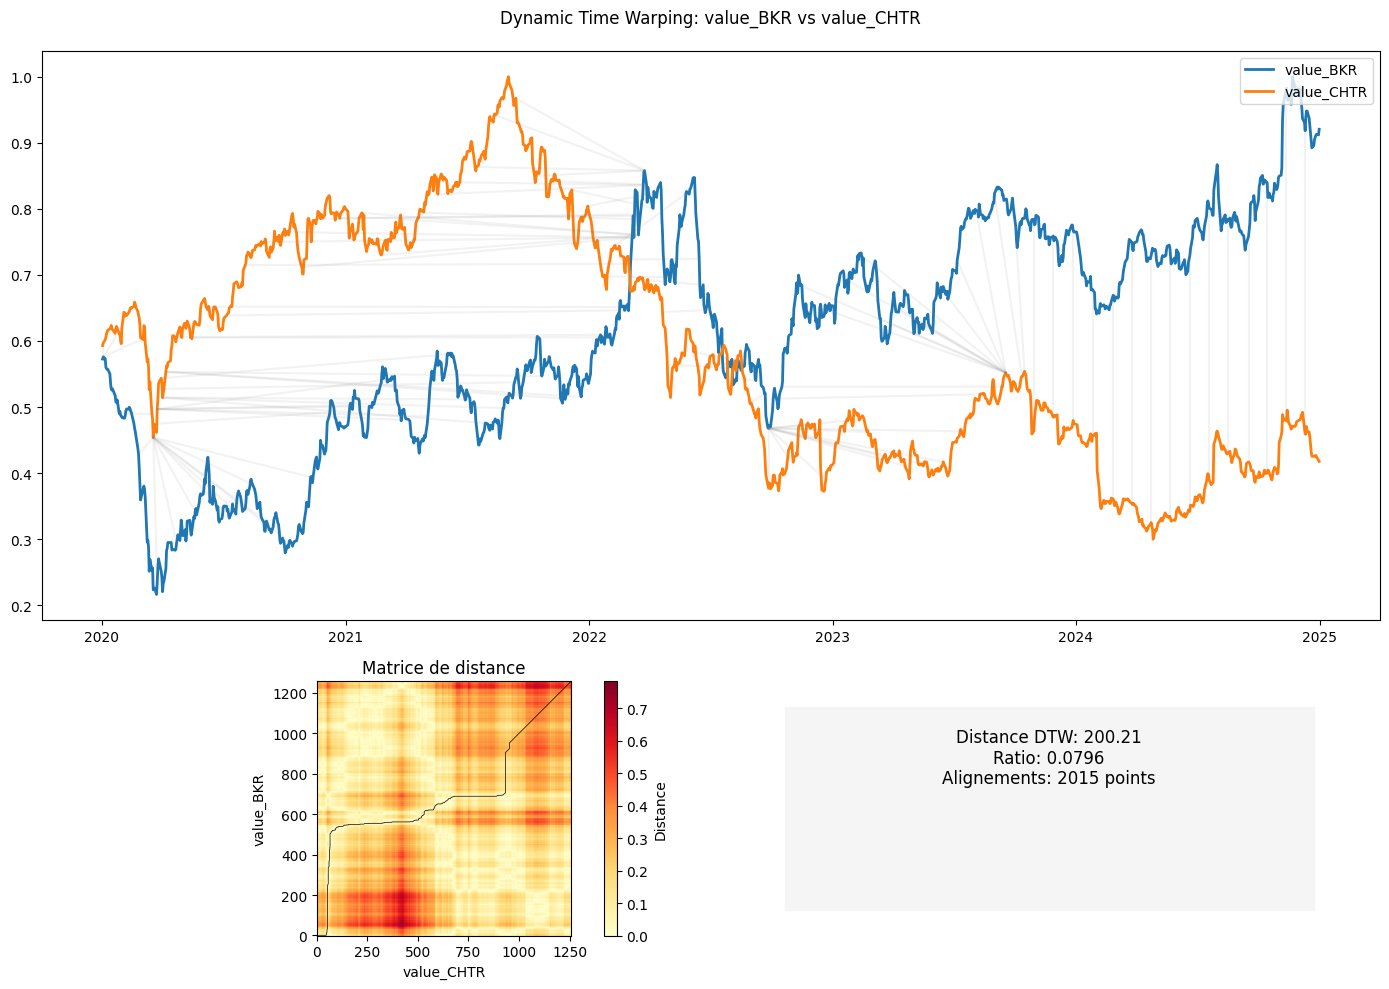 Dynamic Time Warping: value_BKR vs value_CHTR
value_BKR
value_CHTR
1.0
0.9
0.8
0.7
0.6
0.5
0.4
0.3
0.2
2020 2021 2022 2023 2024 2025
Matrice de distance
1200
1000
800
600
400
200
0
value_BKR
0 250 500 750 1000 1250
value_CHTR
0.7
0.6
0.5
0.4
0.3
0.2
0.1
0.0
Distance
Distance DTW: 200.21
Ratio: 0.0796
Alignements: 2015 points